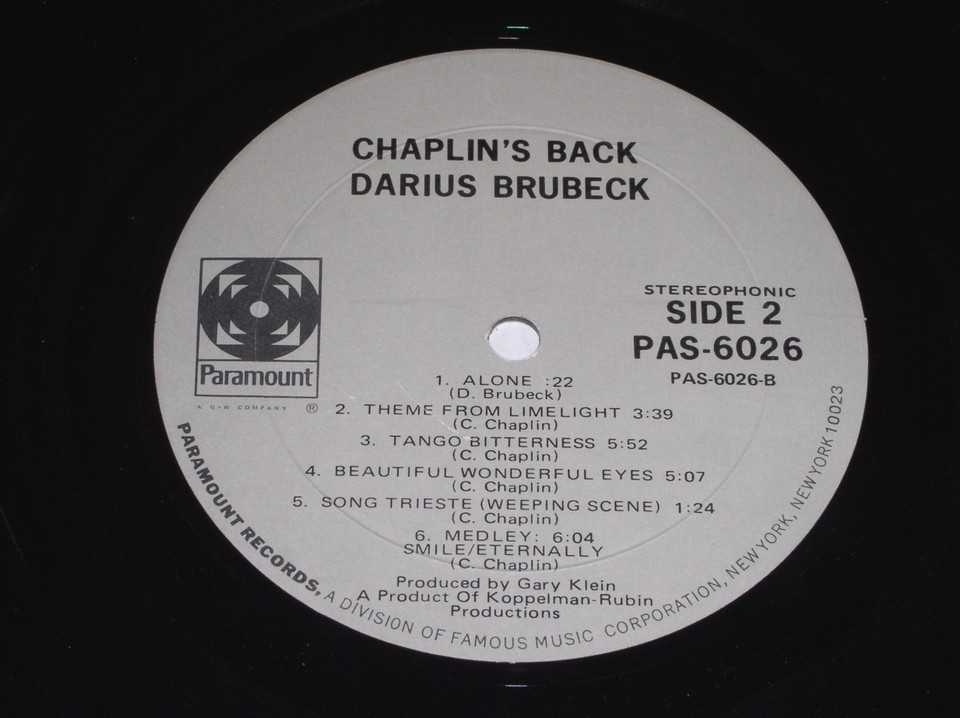 CHAPLIN'S BACK
DARIUS BRUBECK
STEREOPHONIC
SIDE 2
PAS-6026
PAS-6026-B
Paramount
A G+W COMPANY ®
1. ALONE :22
(D. Brubeck)
2. THEME FROM LIMELIGHT 3:39
(C. Chaplin)
3. TANGO BITTERNESS 5:52
(C. Chaplin)
4. BEAUTIFUL WONDERFUL EYES 5:07
(C. Chaplin)
5. SONG TRIESTE (WEEPING SCENE) 1:24
(C. Chaplin)
6. MEDLEY: 6:04
SMILE/ETERNALLY
(C. Chaplin)
Produced by Gary Klein
A Product Of Koppelman-Rubin
Productions
PARAMOUNT RECORDS, A DIVISION OF FAMOUS MUSIC CORPORATION, NEW YORK, NEW YORK 10023